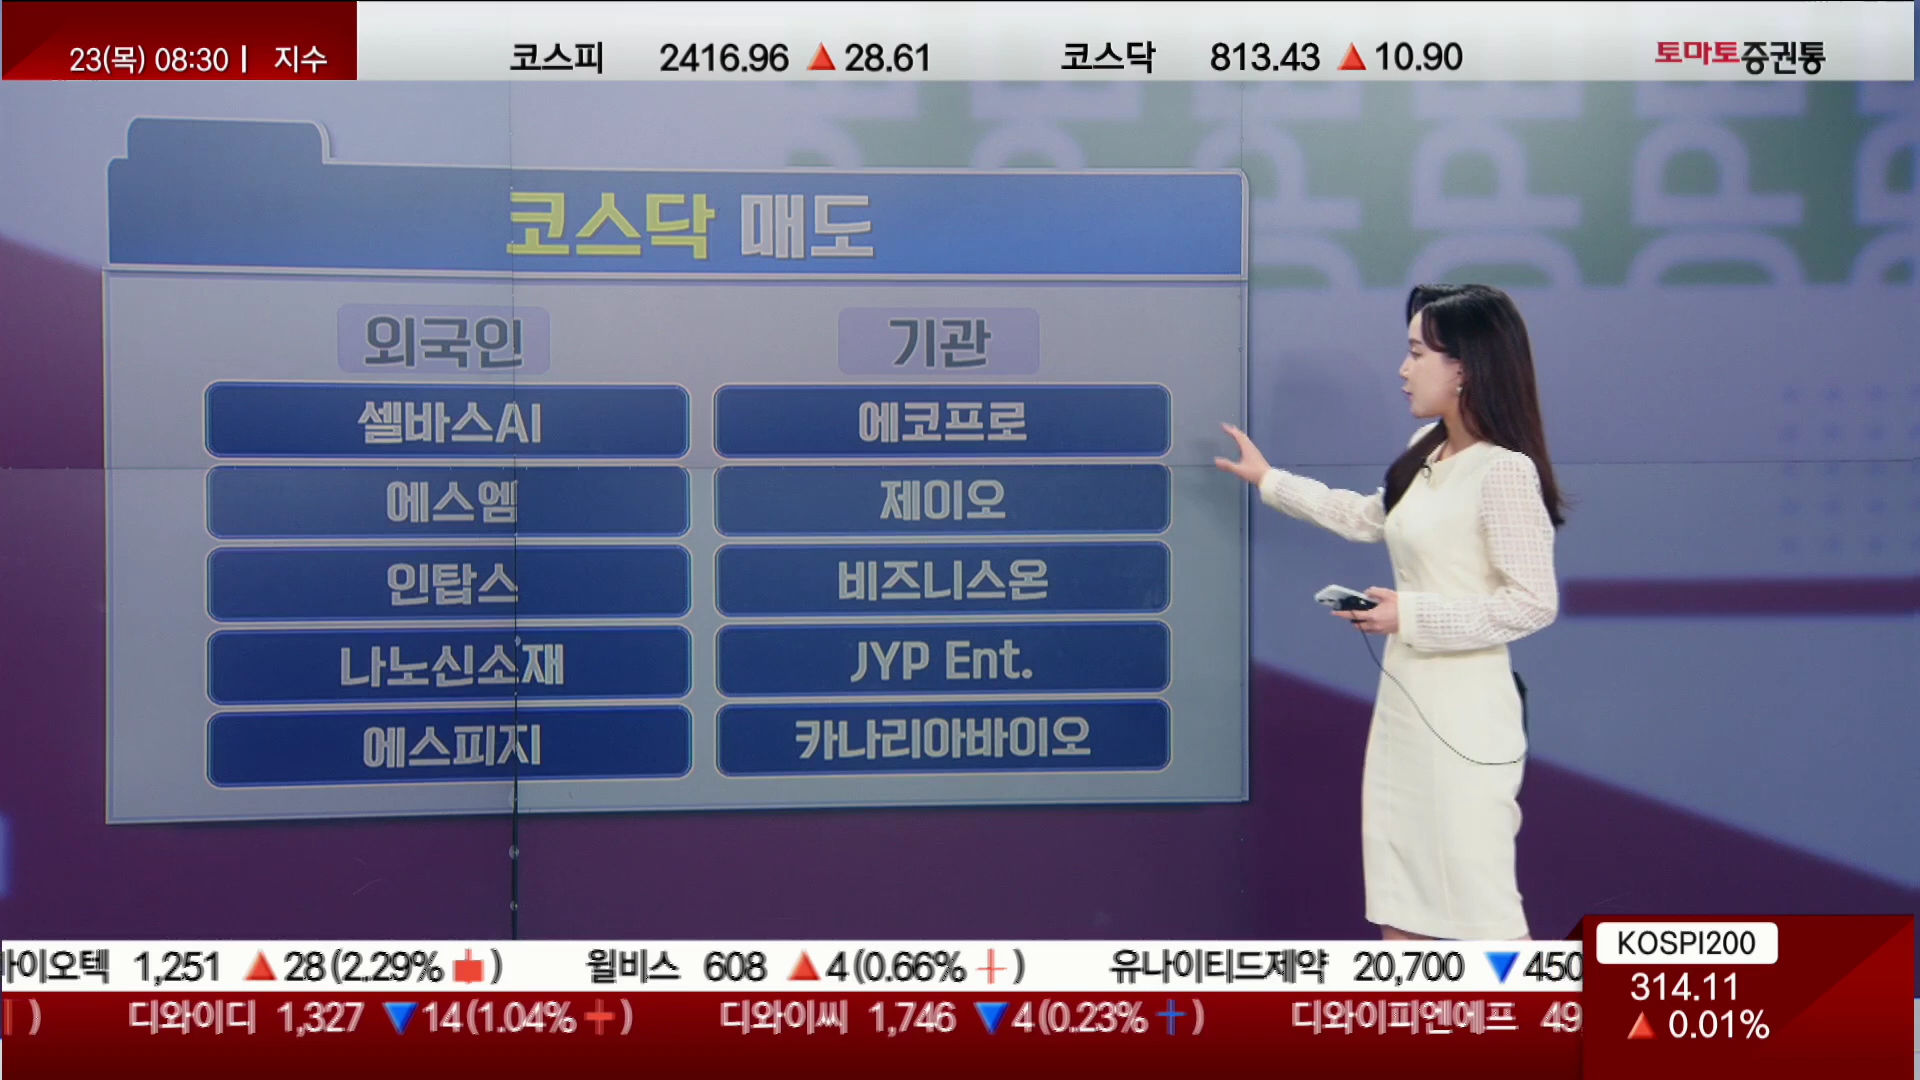 23(목) 08:30 | 지수 코스피 2416.96 ▲ 28.61 코스닥 813.43 ▲ 10.90 토마토증권통
코스닥 매도
외국인 기관
셀바스AI 에코프로
에스엠 제이오
인탑스 비즈니스온
나노신소재 JYP Ent.
에스피지 카나리아바이오
바이오텍 1,251 ▲ 28 (2.29% ) 윌비스 608 ▲ 4 (0.66% ) 유나이티드제약 20,700 ▼ 450
) 디와이디 1,327 ▼ 14 (1.04% ) 디와이씨 1,746 ▼ 4 (0.23% ) 디와이피엔에프 49
KOSPI200
314.11
▲ 0.01%